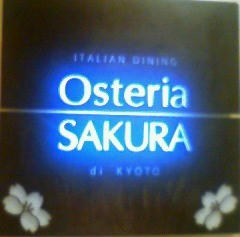 ITALIAN DINING
Osteria
SAKURA
di KYOTO